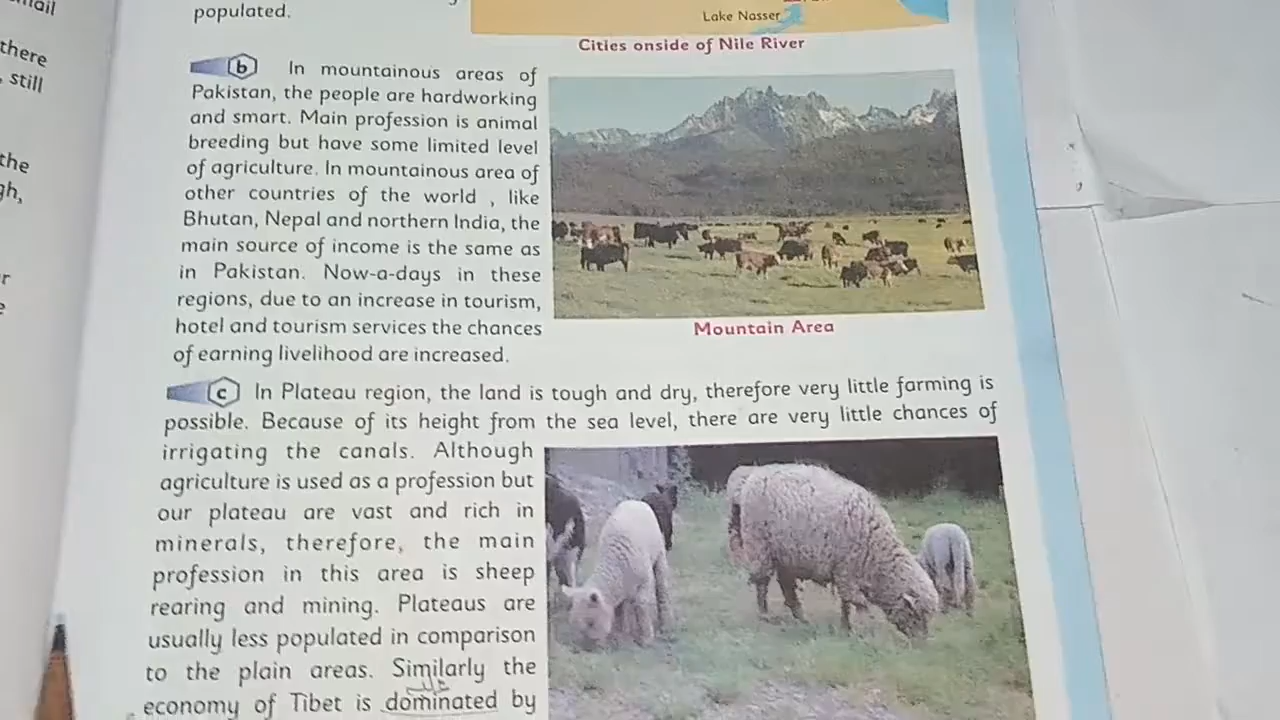 there
still
the
populated.
Lake Nasser
Cities onside of Nile River
b In mountainous areas of
Pakistan, the people are hardworking
and smart. Main profession is animal
breeding but have some limited level
of agriculture. In mountainous area of
other countries of the world , like
Bhutan, Nepal and northern India, the
main source of income is the same as
in Pakistan. Now-a-days in these
regions, due to an increase in tourism,
hotel and tourism services the chances
of earning livelihood are increased.
Mountain Area
c In Plateau region, the land is tough and dry, therefore very little farming is
possible. Because of its height from the sea level, there are very little chances of
irrigating the canals. Although
agriculture is used as a profession but
our plateau are vast and rich in
minerals, therefore, the main
profession in this area is sheep
rearing and mining. Plateaus are
usually less populated in comparison
to the plain areas. Similarly the
economy of Tibet is dominated by